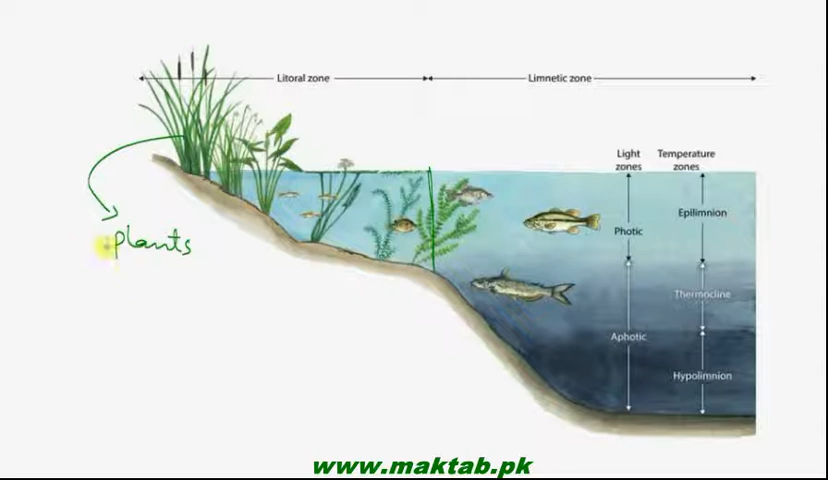 Litoral zone
Limnetic zone
Light zones
Temperature zones
Epilimnion
Photic
plants
Thermocline
Aphotic
Hypolimnion
www.maktab.pk